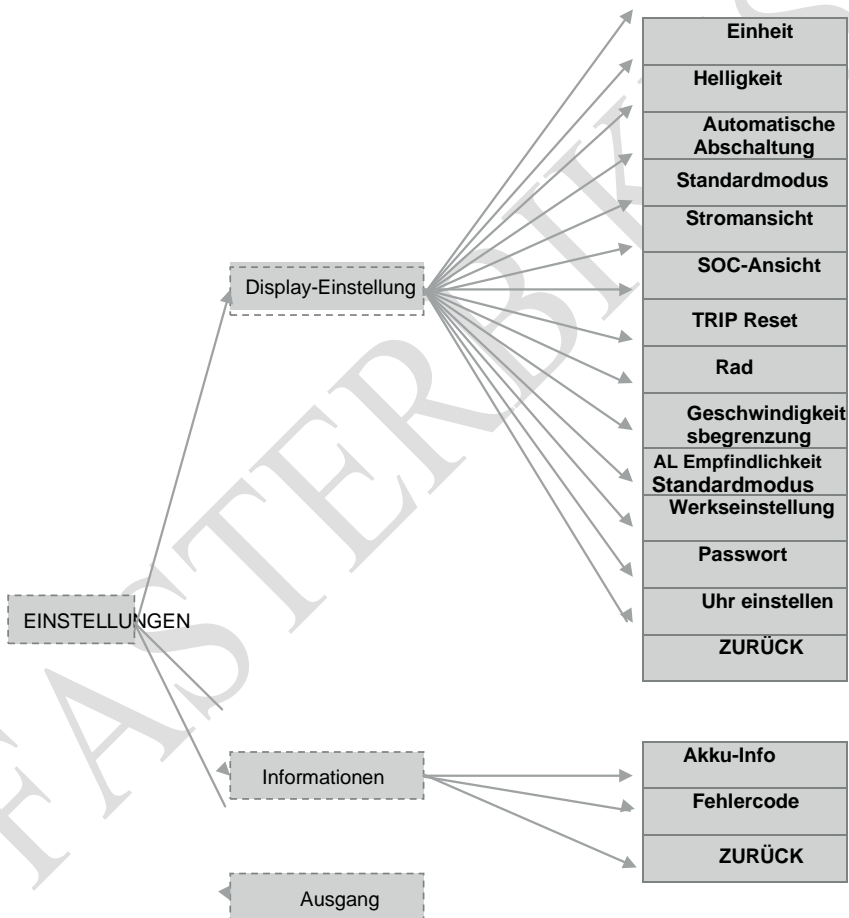 Einheit
Helligkeit
Automatische
Abschaltung
Standardmodus
Stromansicht
SOC-Ansicht
Display-Einstellung
TRIP Reset
Rad
Geschwindigkeit
sbegrenzung
AL Empfindlichkeit
Standardmodus
Werkseinstellung
Passwort
Uhr einstellen
EINSTELLUNGEN
ZURÜCK
Akku-Info
Informationen
Fehlercode
ZURÜCK
Ausgang
FASTERBIK